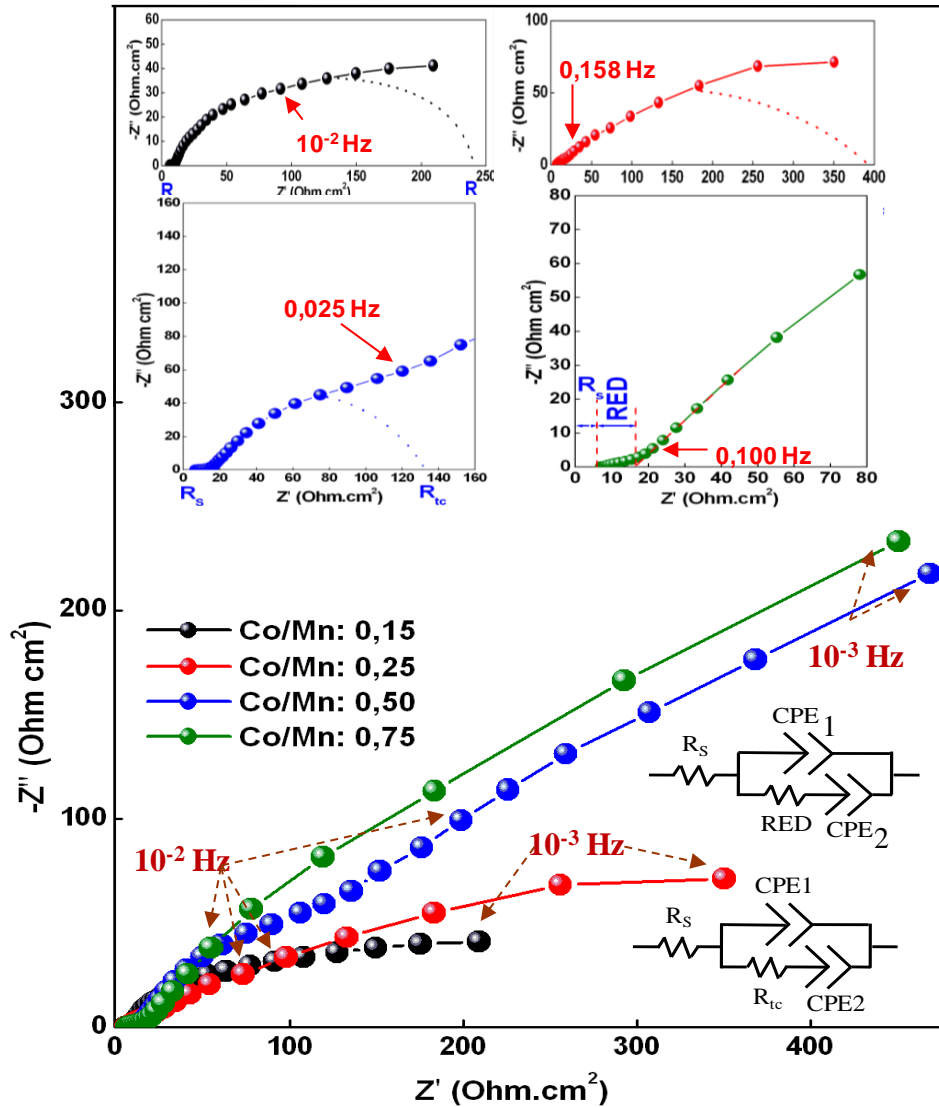 60
50
40
30
20
10
0
-Z'' (Ohm.cm²)
10⁻² Hz
0 50 100 150 200 250
R Z' (Ohm.cm²) R
100
50
0
-Z'' (Ohm.cm²)
0,158 Hz
0 50 100 150 200 250 300 350 400
Z' (Ohm.cm²)
160
140
120
100
80
60
40
20
0
-Z'' (Ohm cm²)
0,025 Hz
0 20 40 60 80 100 120 140 160
Rs Z' (Ohm.cm²) Rtc
80
70
60
50
40
30
20
10
0
-Z'' (Ohm cm²)
Rs
RED
0,100 Hz
0 10 20 30 40 50 60 70 80
Z' (Ohm.cm²)
300
200
100
0
-Z'' (Ohm cm²)
Co/Mn: 0,15
Co/Mn: 0,25
Co/Mn: 0,50
Co/Mn: 0,75
10⁻³ Hz
CPE1
RS
RED CPE2
10⁻² Hz
10⁻³ Hz
CPE1
RS
Rtc CPE2
0 100 200 300 400
Z' (Ohm.cm²)